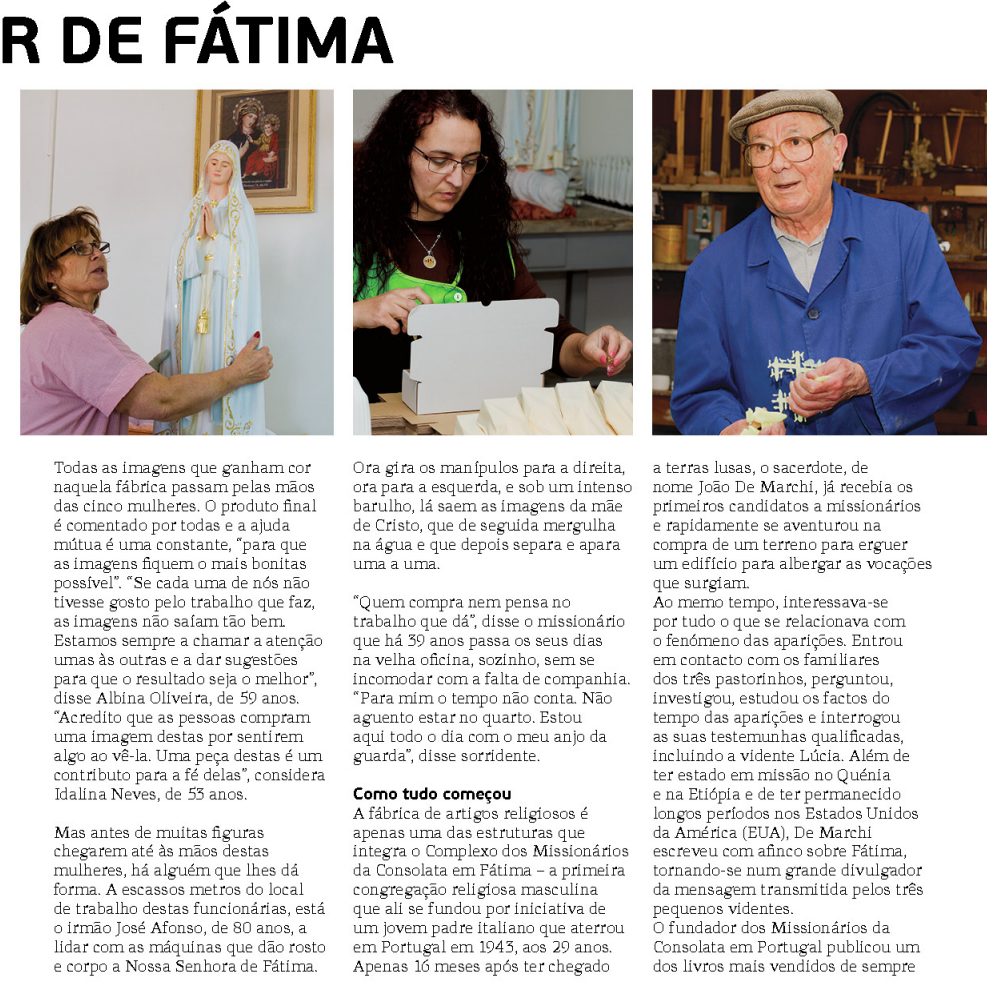 R DE FÁTIMA
Todas as imagens que ganham cor
naquela fábrica passam pelas mãos
das cinco mulheres. O produto final
é comentado por todas e a ajuda
mútua é uma constante, “para que
as imagens fiquem o mais bonitas
possível”. “Se cada uma de nós não
tivesse gosto pelo trabalho que faz,
as imagens não saíam tão bem.
Estamos sempre a chamar a atenção
umas às outras e a dar sugestões
para que o resultado seja o melhor”,
disse Albina Oliveira, de 59 anos.
“Acredito que as pessoas compram
uma imagem destas por sentirem
algo ao vê-la. Uma peça destas é um
contributo para a fé delas”, considera
Idalina Neves, de 53 anos.
Mas antes de muitas figuras
chegarem até às mãos destas
mulheres, há alguém que lhes dá
forma. A escassos metros do local
de trabalho destas funcionárias, está
o irmão José Afonso, de 80 anos, a
lidar com as máquinas que dão rosto
e corpo a Nossa Senhora de Fátima.
Ora gira os manípulos para a direita,
ora para a esquerda, e sob um intenso
barulho, lá saem as imagens da mãe
de Cristo, que de seguida mergulha
na água e que depois separa e apara
uma a uma.
“Quem compra nem pensa no
trabalho que dá”, disse o missionário
que há 39 anos passa os seus dias
na velha oficina, sozinho, sem se
incomodar com a falta de companhia.
“Para mim o tempo não conta. Não
aguento estar no quarto. Estou
aqui todo o dia com o meu anjo da
guarda”, disse sorridente.
Como tudo começou
A fábrica de artigos religiosos é
apenas uma das estruturas que
integra o Complexo dos Missionários
da Consolata em Fátima – a primeira
congregação religiosa masculina
que ali se fundou por iniciativa de
um jovem padre italiano que aterrou
em Portugal em 1943, aos 29 anos.
Apenas 16 meses após ter chegado
a terras lusas, o sacerdote, de
nome João De Marchi, já recebia os
primeiros candidatos a missionários
e rapidamente se aventurou na
compra de um terreno para erguer
um edifício para albergar as vocações
que surgiam.
Ao memo tempo, interessava-se
por tudo o que se relacionava com
o fenómeno das aparições. Entrou
em contacto com os familiares
dos três pastorinhos, perguntou,
investigou, estudou os factos do
tempo das aparições e interrogou
as suas testemunhas qualificadas,
incluindo a vidente Lúcia. Além de
ter estado em missão no Quénia
e na Etiópia e de ter permanecido
longos períodos nos Estados Unidos
da América (EUA), De Marchi
escreveu com afinco sobre Fátima,
tornando-se num grande divulgador
da mensagem transmitida pelos três
pequenos videntes.
O fundador dos Missionários da
Consolata em Portugal publicou um
dos livros mais vendidos de sempre